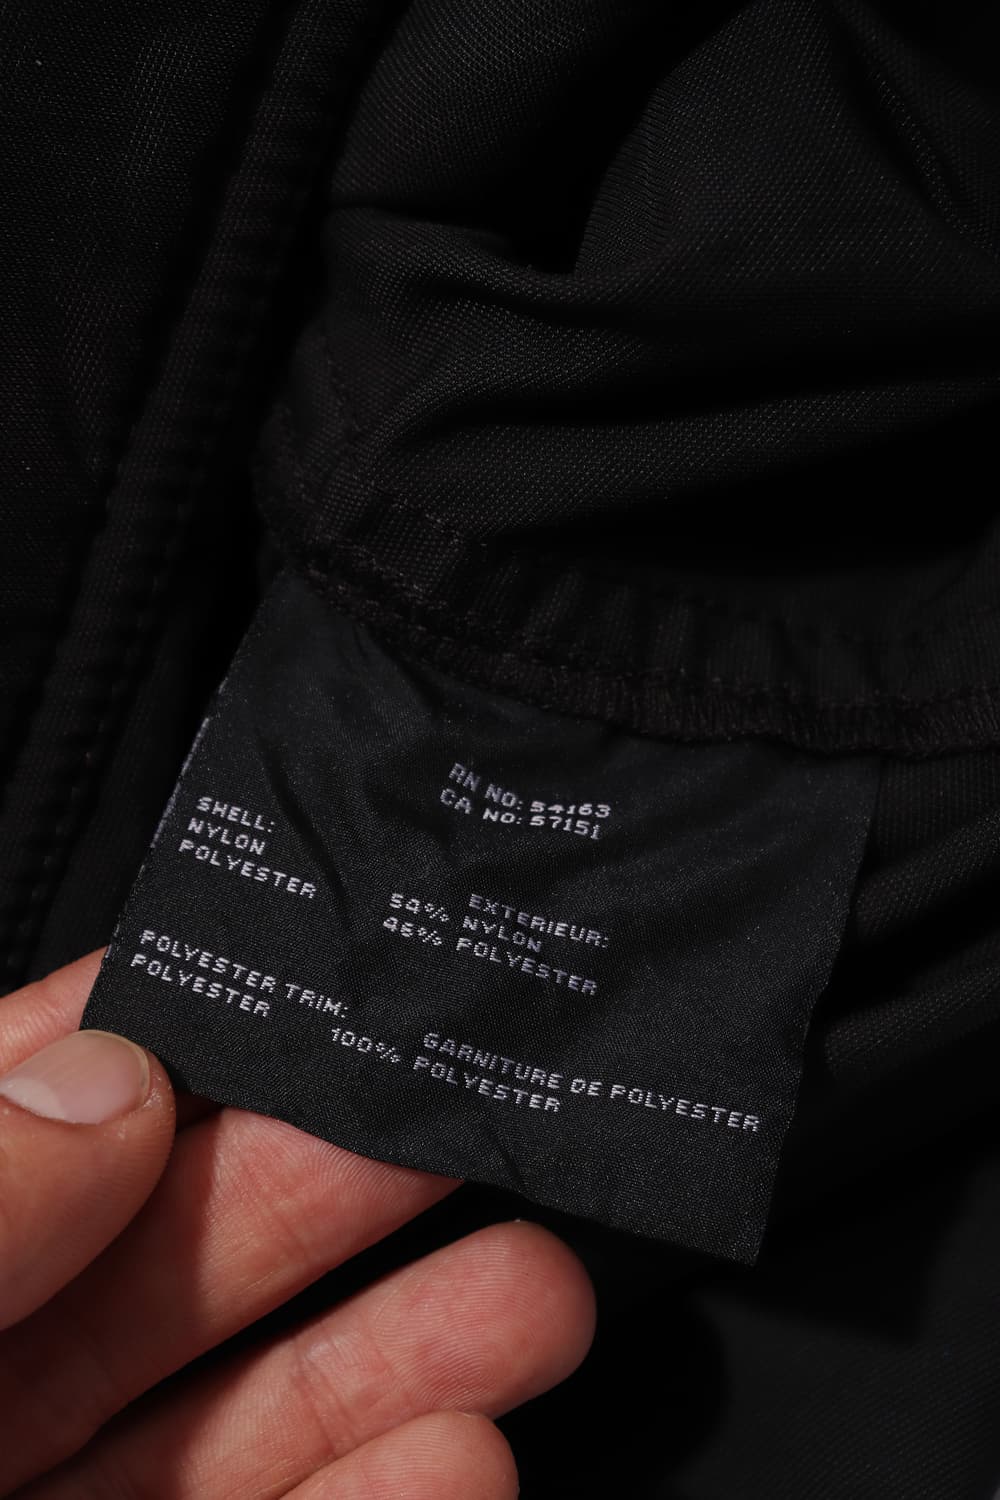 RN NO: 54163
CA NO: 57151
SHELL:
NYLON
POLYESTER
54% 
46% 
EXTERIEUR:
NYLON
POLYESTER
POLYESTER TRIM:
POLYESTER
100%
GARNITURE DE POLYESTER
POLYESTER